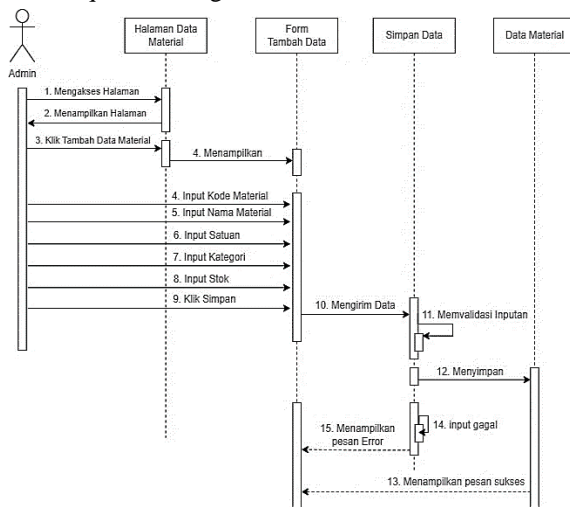 Halaman Data
Material
Form
Tambah Data
Simpan Data
Data Material
Admin
1. Mengakses Halaman
2. Menampilkan Halaman
3. Klik Tambah Data Material
4. Menampilkan
4. Input Kode Material
5. Input Nama Material
6. Input Satuan
7. Input Kategori
8. Input Stok
9. Klik Simpan
10. Mengirim Data
11. Memvalidasi Inputan
12. Menyimpan
14. input gagal
15. Menampilkan
pesan Error
13. Menampilkan pesan sukses